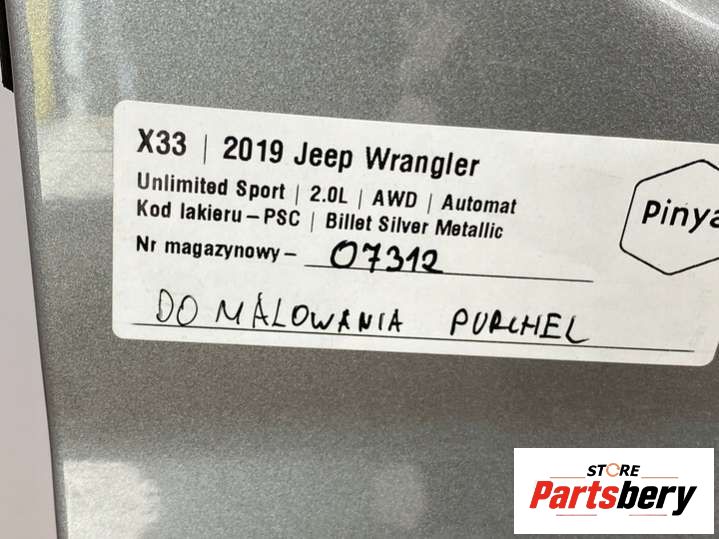 X33 | 2019 Jeep Wrangler
Unlimited Sport | 2.0L | AWD | Automat
Kod lakieru – PSC | Billet Silver Metallic
Nr magazynowy – 07312
DO MALOWANIA PURCHEL
Pinya
STORE
Partsbery